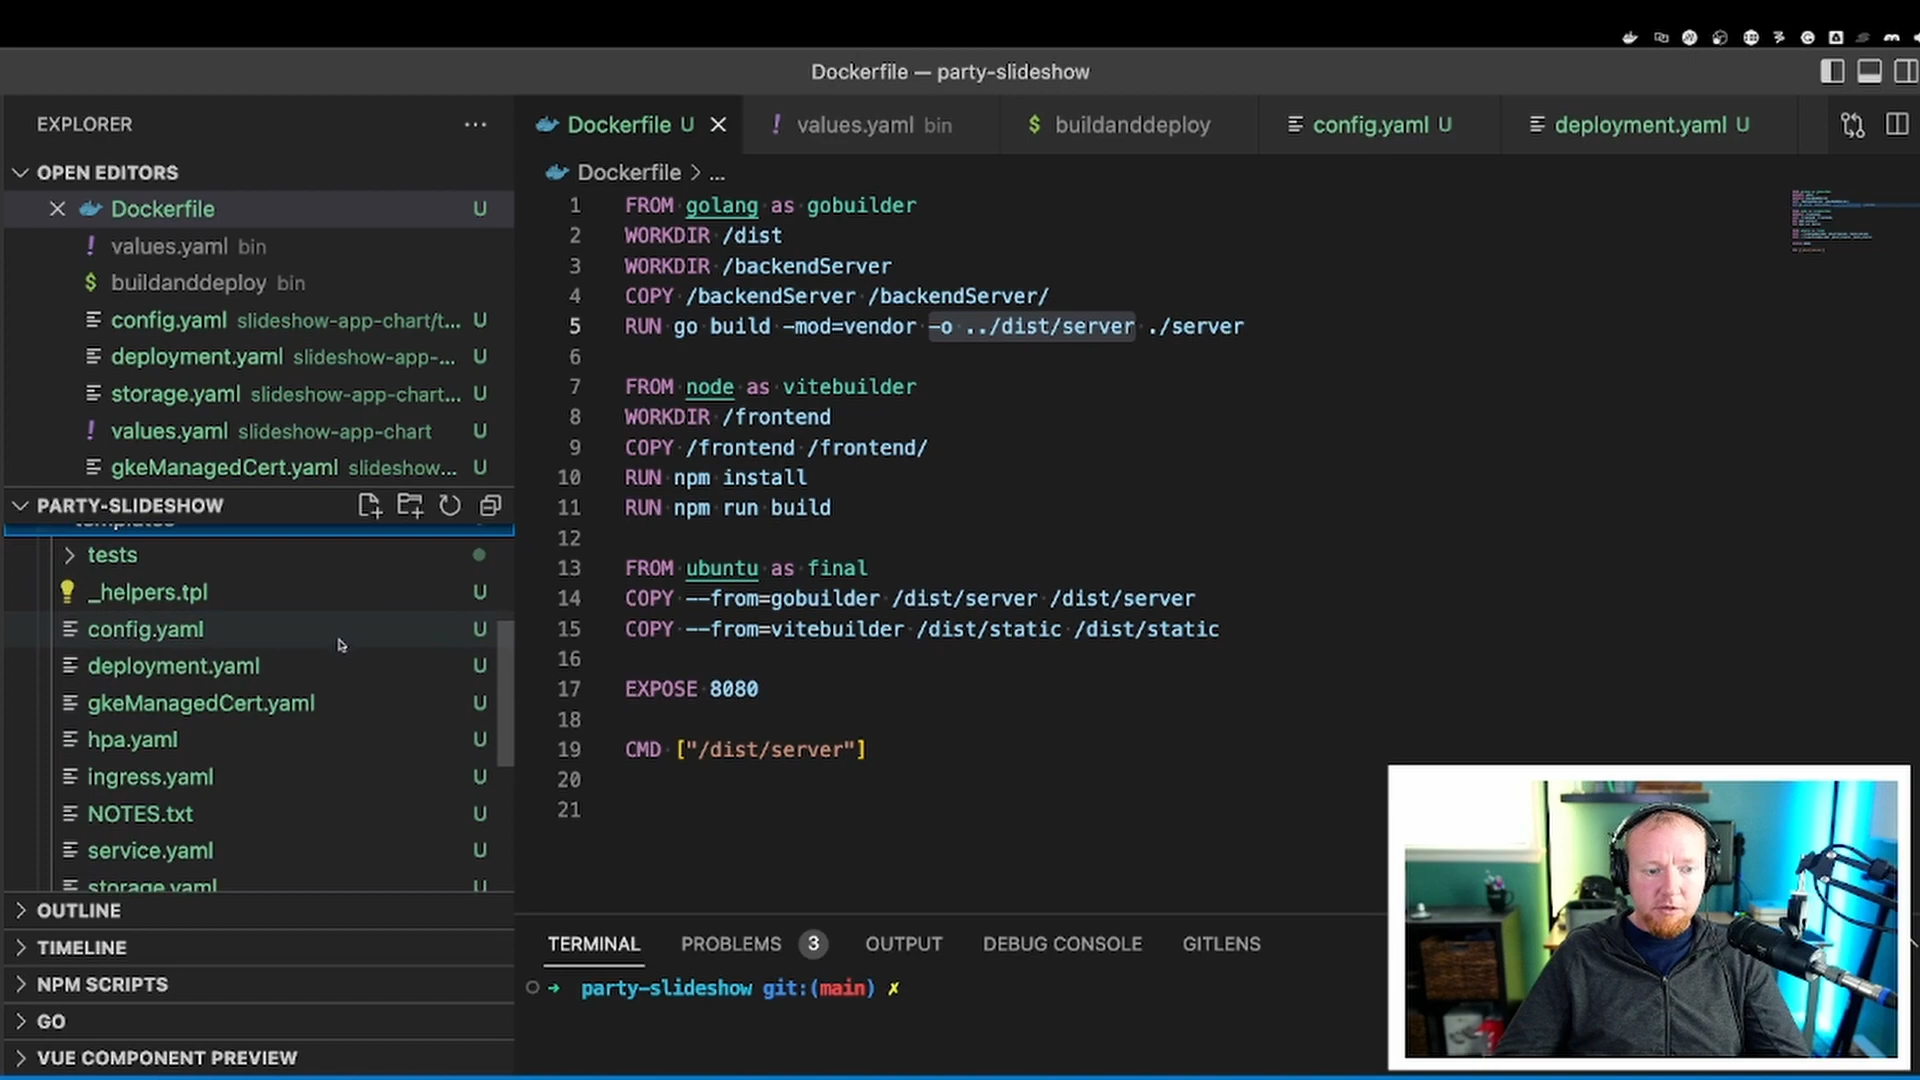 Dockerfile — party-slideshow
EXPLORER
Dockerfile U
values.yaml bin
buildanddeploy
config.yaml U
deployment.yaml U
OPEN EDITORS
Dockerfile > ...
Dockerfile U
values.yaml bin
buildanddeploy bin
config.yaml slideshow-app-chart/t... U
deployment.yaml slideshow-app-... U
storage.yaml slideshow-app-chart... U
values.yaml slideshow-app-chart U
gkeManagedCert.yaml slideshow... U
PARTY-SLIDESHOW
templates
tests
_helpers.tpl U
config.yaml U
deployment.yaml U
gkeManagedCert.yaml U
hpa.yaml U
ingress.yaml U
NOTES.txt U
service.yaml U
storage.yaml U
OUTLINE
TIMELINE
NPM SCRIPTS
GO
VUE COMPONENT PREVIEW
1 FROM golang as gobuilder
2 WORKDIR /dist
3 WORKDIR /backendServer
4 COPY /backendServer /backendServer/
5 RUN go build -mod=vendor -o ../dist/server ./server
6
7 FROM node as vitebuilder
8 WORKDIR /frontend
9 COPY /frontend /frontend/
10 RUN npm install
11 RUN npm run build
12
13 FROM ubuntu as final
14 COPY --from=gobuilder /dist/server /dist/server
15 COPY --from=vitebuilder /dist/static /dist/static
16
17 EXPOSE 8080
18
19 CMD ["/dist/server"]
20
21
TERMINAL PROBLEMS 3 OUTPUT DEBUG CONSOLE GITLENS
party-slideshow git:(main) ✗